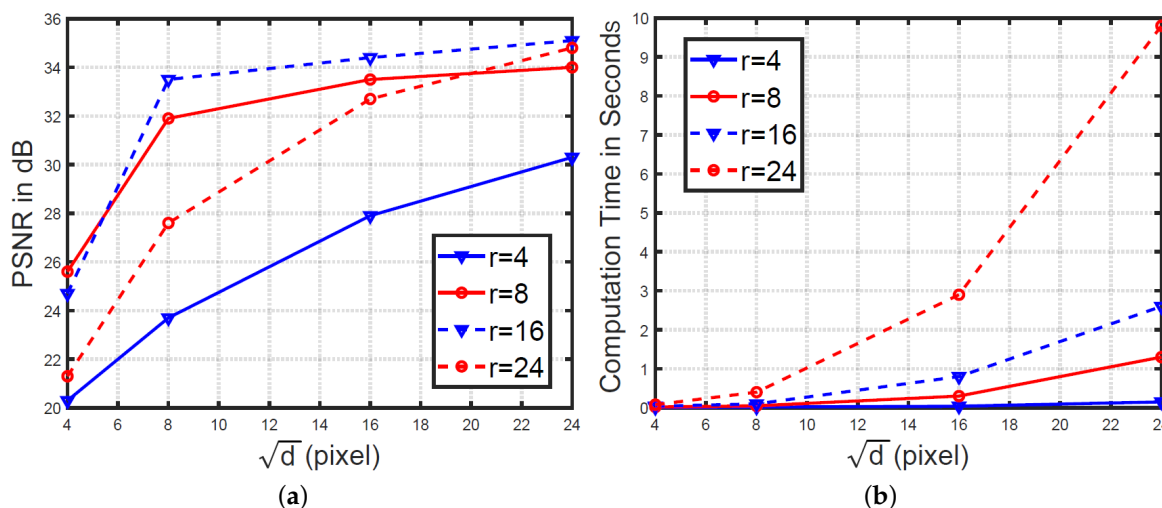 36
34
32
30
28
26
24
22
20
PSNR in dB
r=4
r=8
r=16
r=24
4 6 8 10 12 14 16 18 20 22 24
√d (pixel)
(a)
10
9
8
7
6
5
4
3
2
1
0
Computation Time in Seconds
r=4
r=8
r=16
r=24
4 6 8 10 12 14 16 18 20 22 24
√d (pixel)
(b)